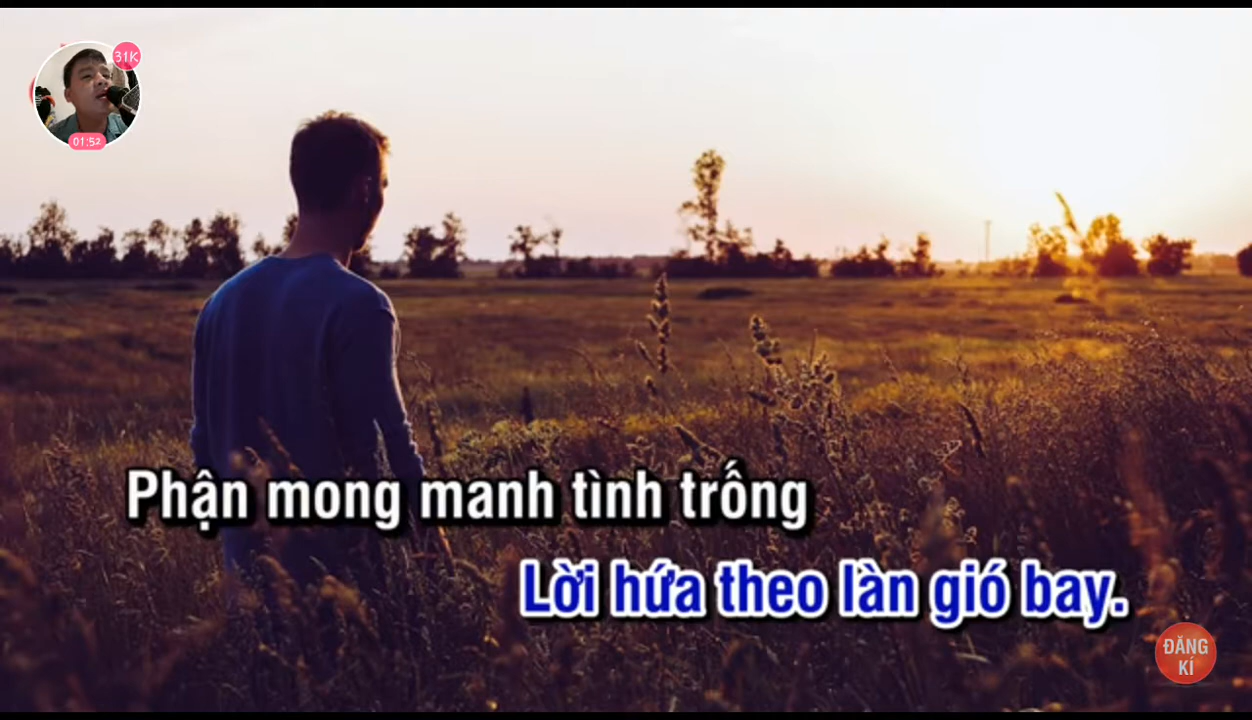 31K
01:52
Phận mong manh tình trống
Lời hứa theo làn gió bay.
ĐĂNG
KÍ